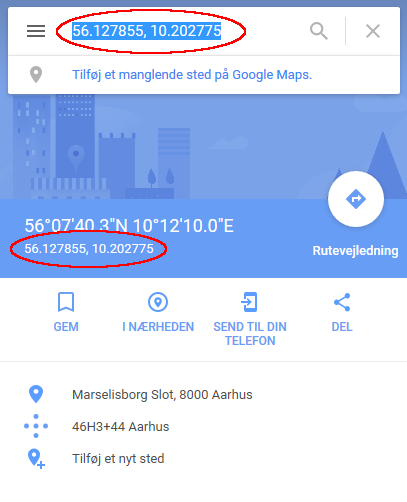 56.127855, 10.202775
Tilføj et manglende sted på Google Maps.
56°07'40.3"N 10°12'10.0"E
56.127855, 10.202775
Rutevejledning
GEM
I NÆRHEDEN
SEND TIL DIN
TELEFON
DEL
Marselisborg Slot, 8000 Aarhus
46H3+44 Aarhus
Tilføj et nyt sted